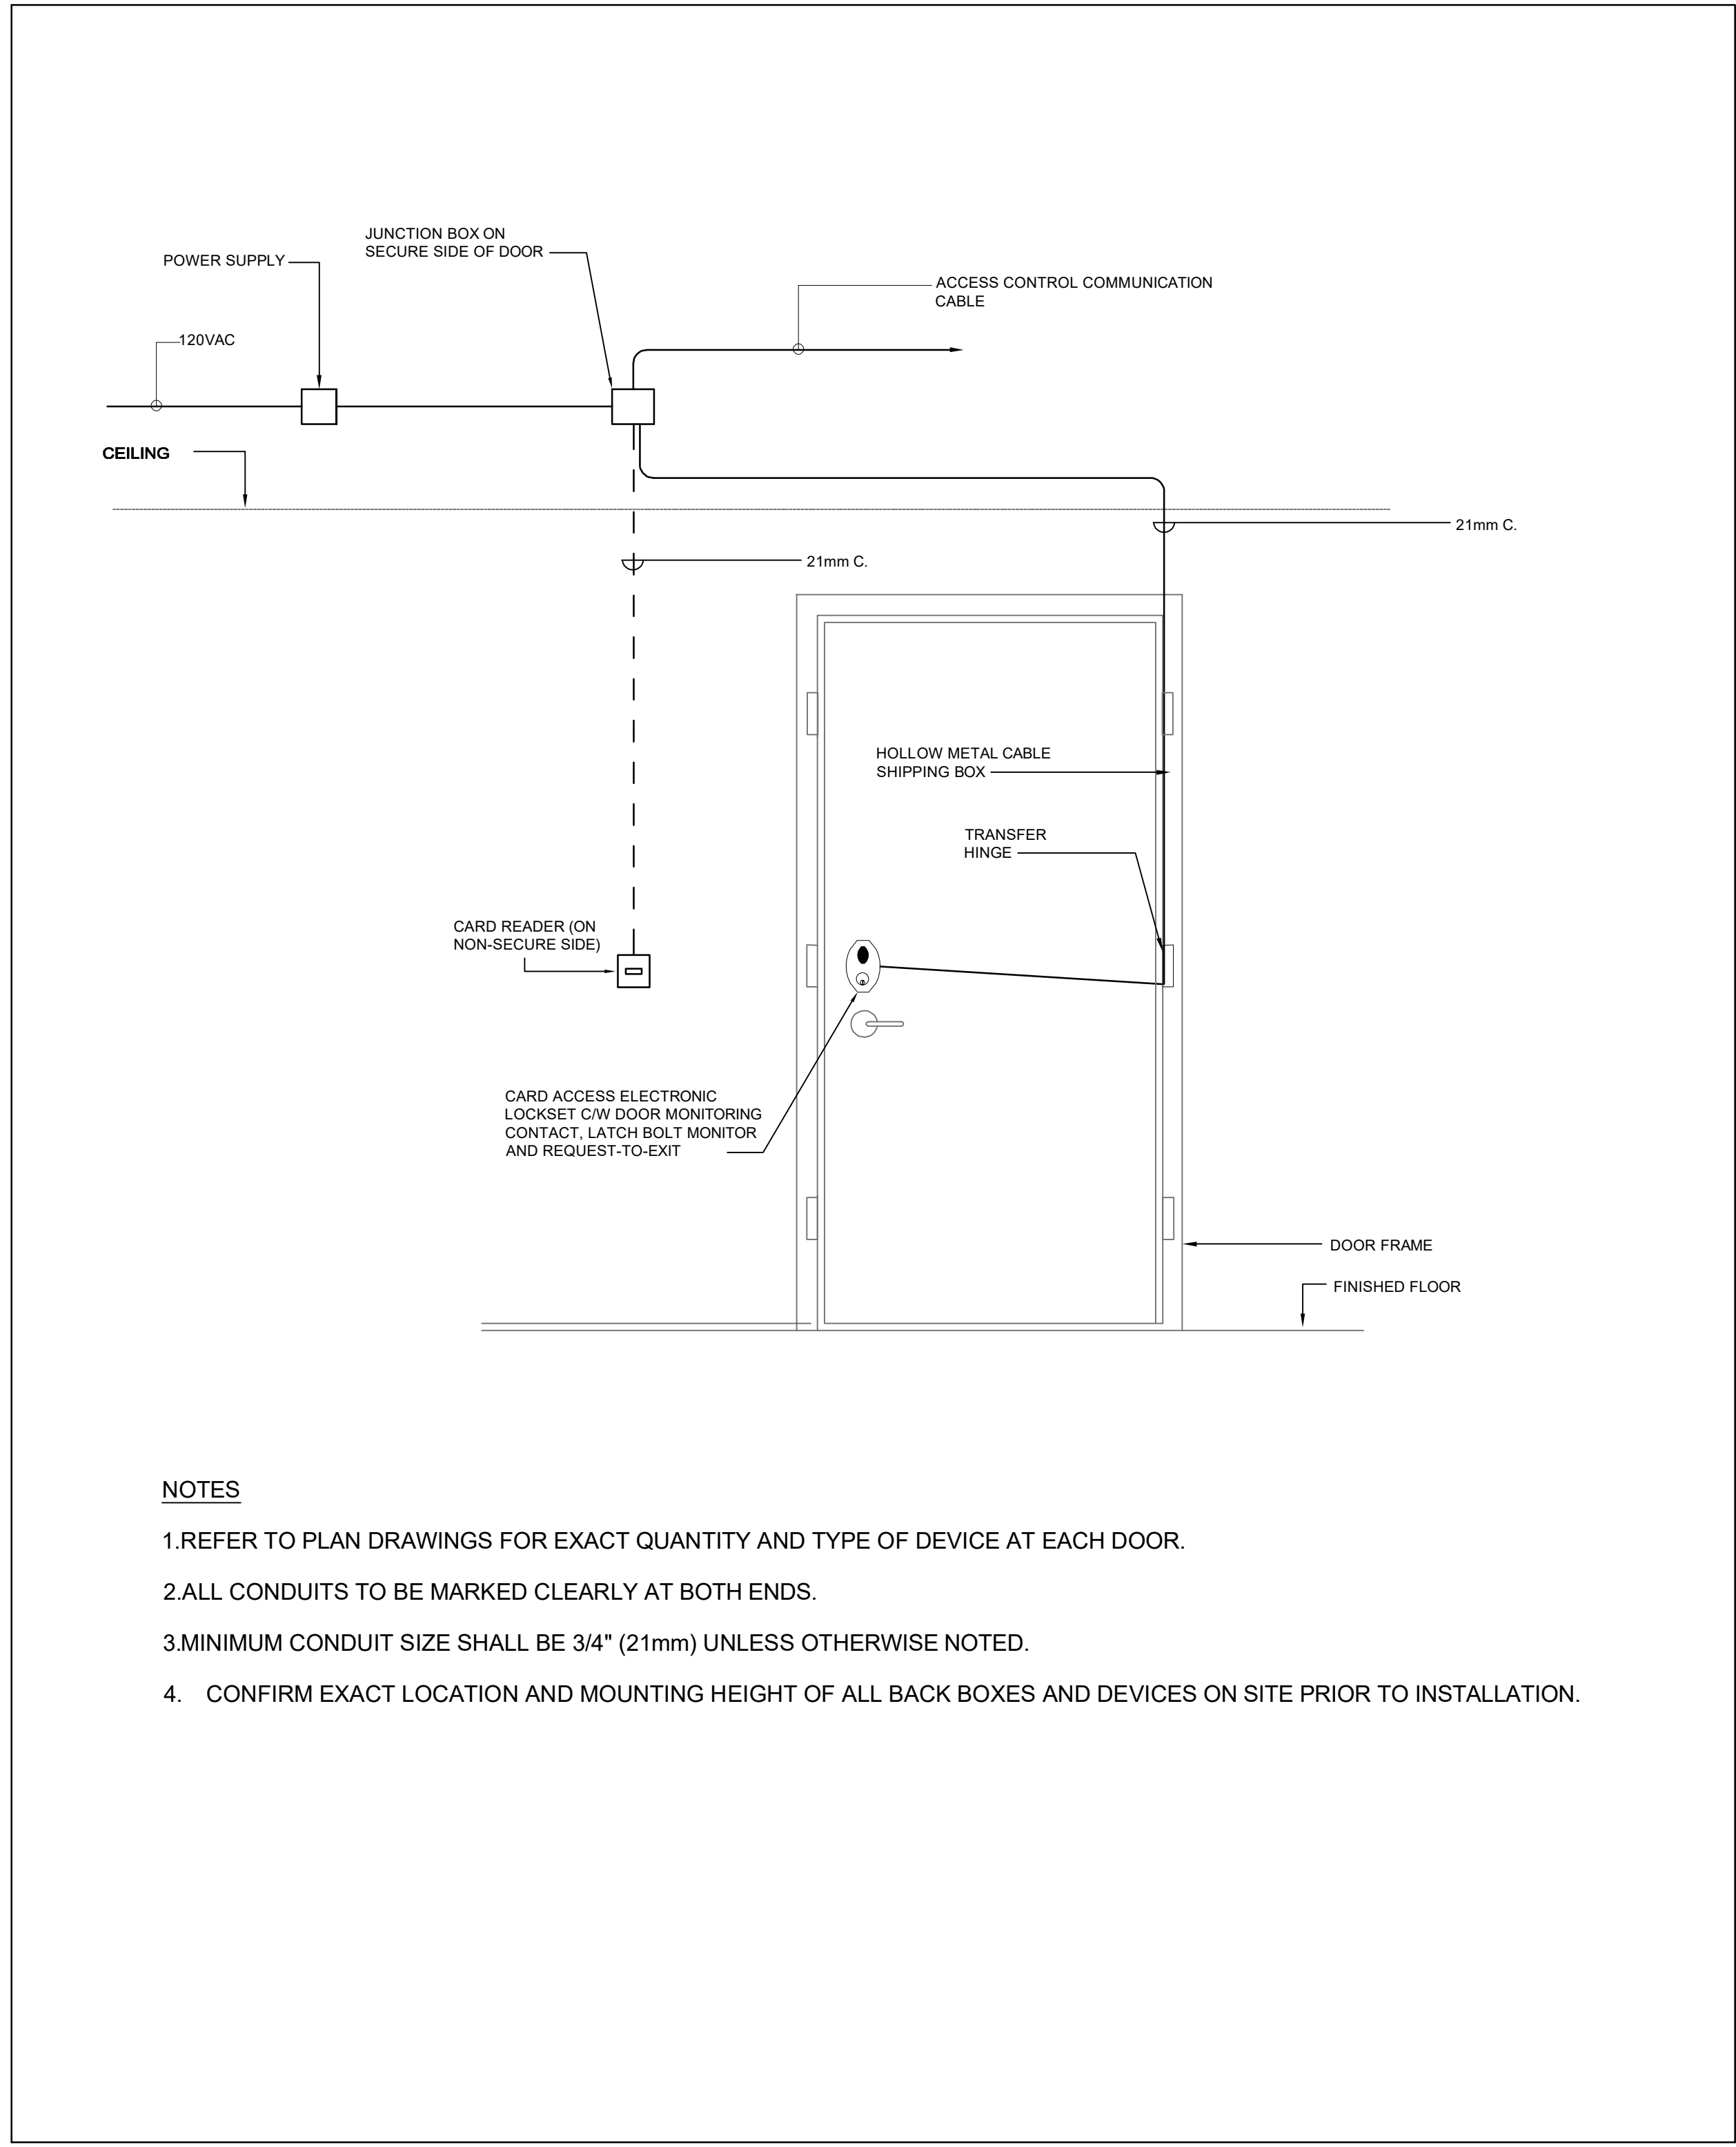 JUNCTION BOX ON
SECURE SIDE OF DOOR
POWER SUPPLY
ACCESS CONTROL COMMUNICATION
CABLE
120VAC
CEILING
21mm C.
21mm C.
HOLLOW METAL CABLE
SHIPPING BOX
TRANSFER
HINGE
CARD READER (ON
NON-SECURE SIDE)
CARD ACCESS ELECTRONIC
LOCKSET C/W DOOR MONITORING
CONTACT, LATCH BOLT MONITOR
AND REQUEST-TO-EXIT
DOOR FRAME
FINISHED FLOOR
NOTES
1.REFER TO PLAN DRAWINGS FOR EXACT QUANTITY AND TYPE OF DEVICE AT EACH DOOR.
2.ALL CONDUITS TO BE MARKED CLEARLY AT BOTH ENDS.
3.MINIMUM CONDUIT SIZE SHALL BE 3/4" (21mm) UNLESS OTHERWISE NOTED.
4. CONFIRM EXACT LOCATION AND MOUNTING HEIGHT OF ALL BACK BOXES AND DEVICES ON SITE PRIOR TO INSTALLATION.